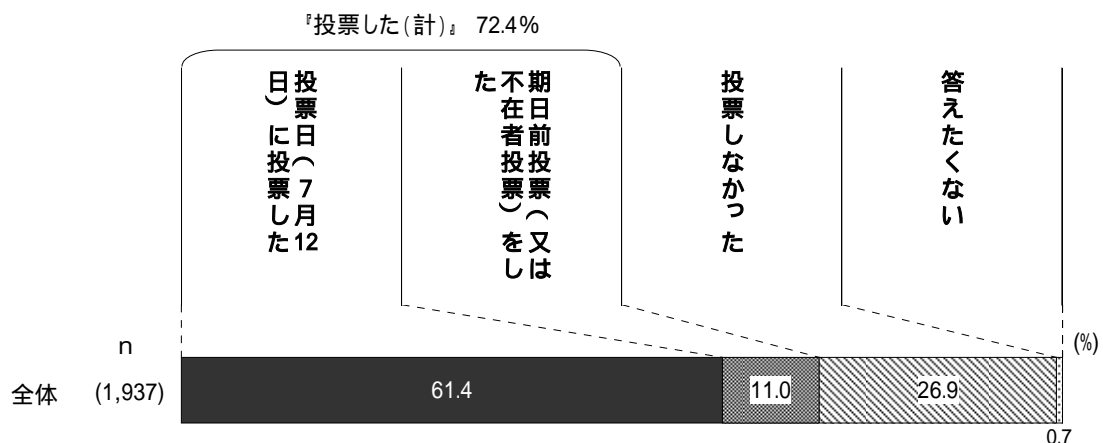 『投票した(計)』 72.4%
投票日(7月12
日)に投票した
期日前投票(又は
不在者投票)をし
た
投票しなかった
答えたくない
(%)
n
全体 (1,937) 61.4 11.0 26.9
0.7